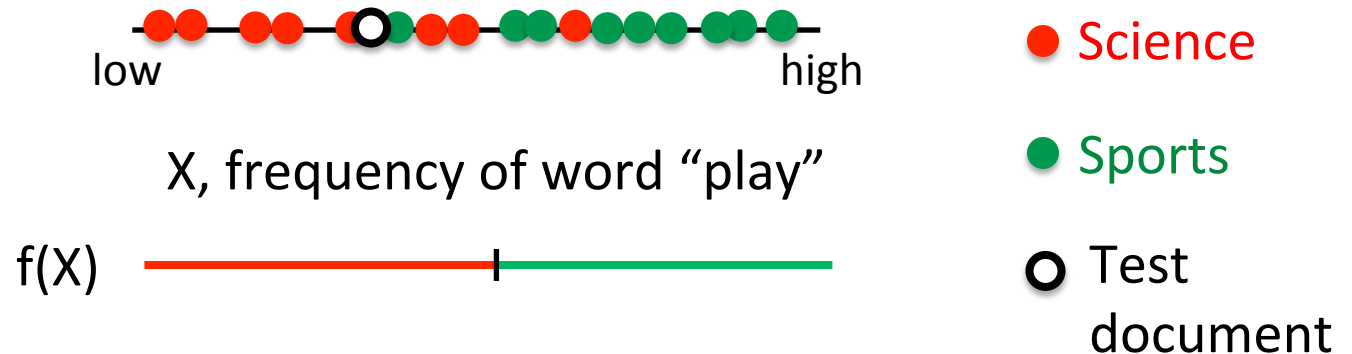 low
high
X, frequency of word “play”
f(X)
Science
Sports
Test
document